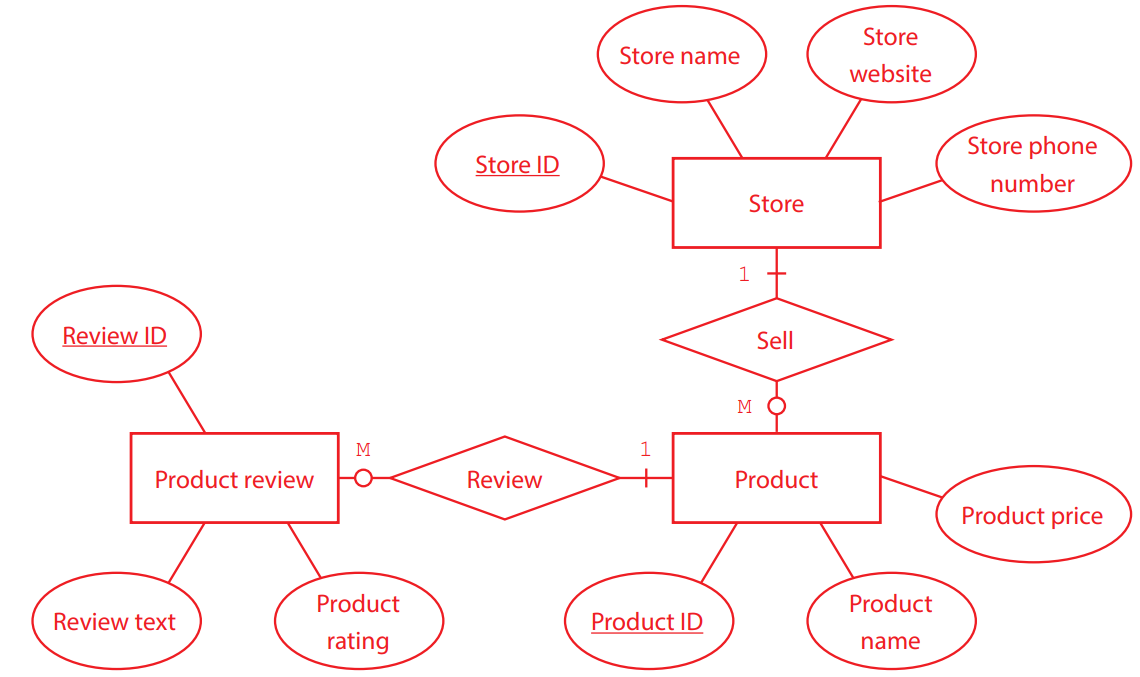 Store name
Store
website
Store ID
Store phone
number
Store
1
Sell
M
Review ID
Product review
M
Review
1
Product
Product price
Review text
Product
rating
Product ID
Product
name